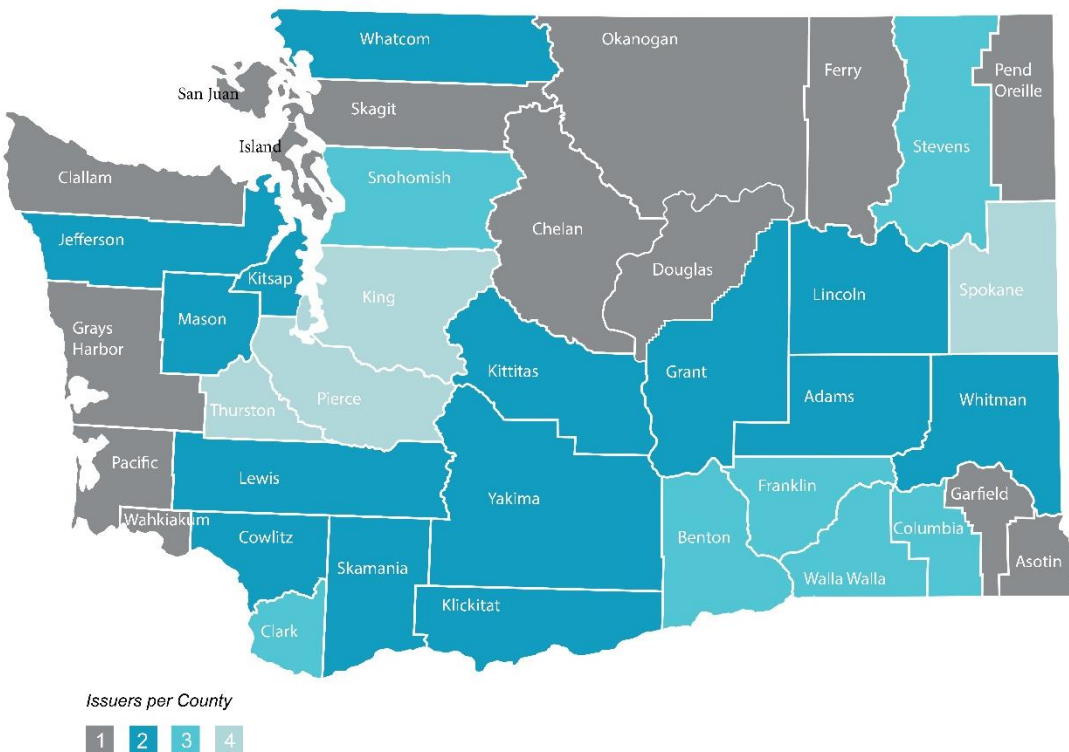 Whatcom
Okanogan
Ferry
Pend
Oreille
San Juan
Skagit
Island
Stevens
Clallam
Snohomish
Chelan
Jefferson
Douglas
Kitsap
King
Lincoln
Spokane
Mason
Grays
Harbor
Kittitas
Grant
Adams
Whitman
Thurston
Pierce
Pacific
Lewis
Yakima
Franklin
Garfield
Wahkiakum
Columbia
Cowlitz
Benton
Skamania
Asotin
Walla Walla
Klickitat
Clark
Issuers per County
1 2 3 4